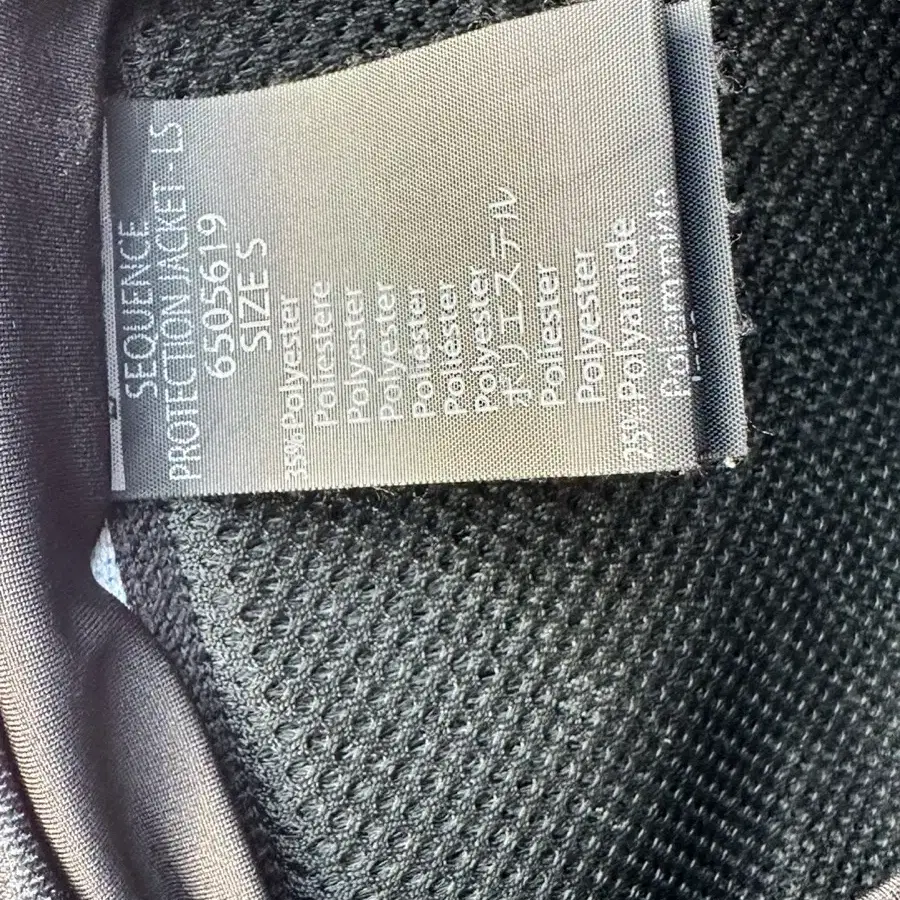 SEQUENCE
PROTECTION JACKET - LS
6505619
SIZE S
35%Polyester
Poliestere
Polyester
Polyester
Poliéster
Poliester
Polyester
ポリエステル
Poliester
Polyester
25%Polyamide
Poliammide